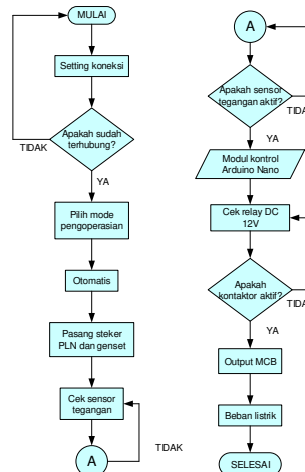 MULAI
Setting koneksi
Apakah sudah
terhubung?
TIDAK
YA
Pilih mode
pengoperasian
Otomatis
Pasang steker
PLN dan genset
Cek sensor
tegangan
TIDAK
A
A
Apakah sensor
tegangan aktif?
TIDAK
YA
Modul kontrol
Arduino Nano
Cek relay DC
12V
Apakah
kontaktor aktif?
TIDAK
YA
Output MCB
Beban listrik
SELESAI